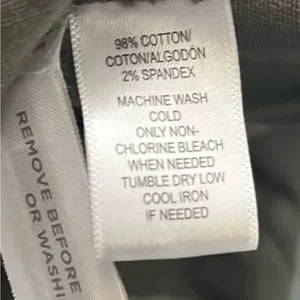 98% COTTON/
COTON/ALGODÓN
2% SPANDEX
MACHINE WASH
COLD
ONLY NON-
CHLORINE BLEACH
WHEN NEEDED
TUMBLE DRY LOW
COOL IRON
IF NEEDED
REMOVE BEFORE
OR WASHI